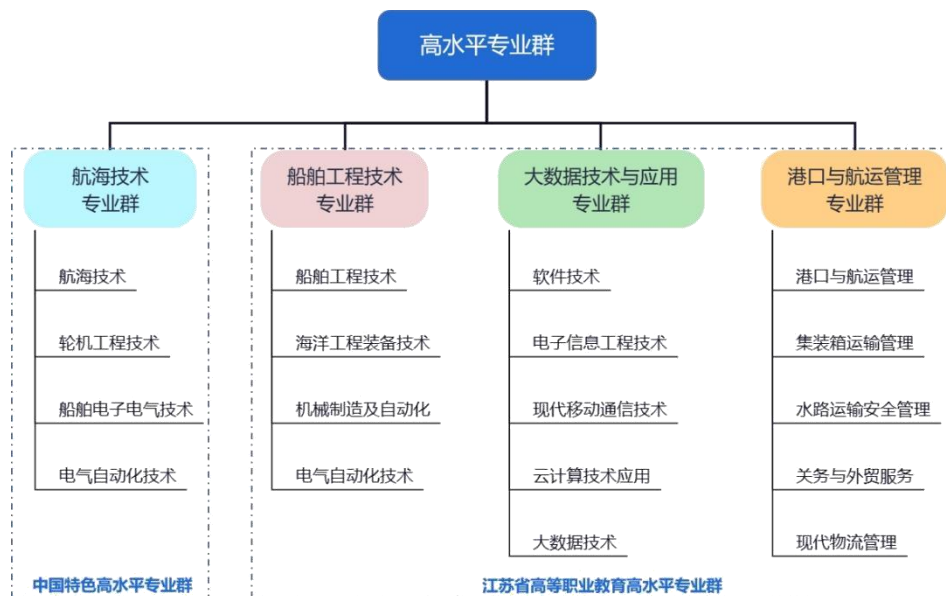 高水平专业群
航海技术
专业群
航海技术
轮机工程技术
船舶电子电气技术
电气自动化技术
中国特色高水平专业群
船舶工程技术
专业群
船舶工程技术
海洋工程装备技术
机械制造及自动化
电气自动化技术
大数据技术与应用
专业群
软件技术
电子信息工程技术
现代移动通信技术
云计算技术应用
大数据技术
港口与航运管理
专业群
港口与航运管理
集装箱运输管理
水路运输安全管理
关务与外贸服务
现代物流管理
江苏省高等职业教育高水平专业群